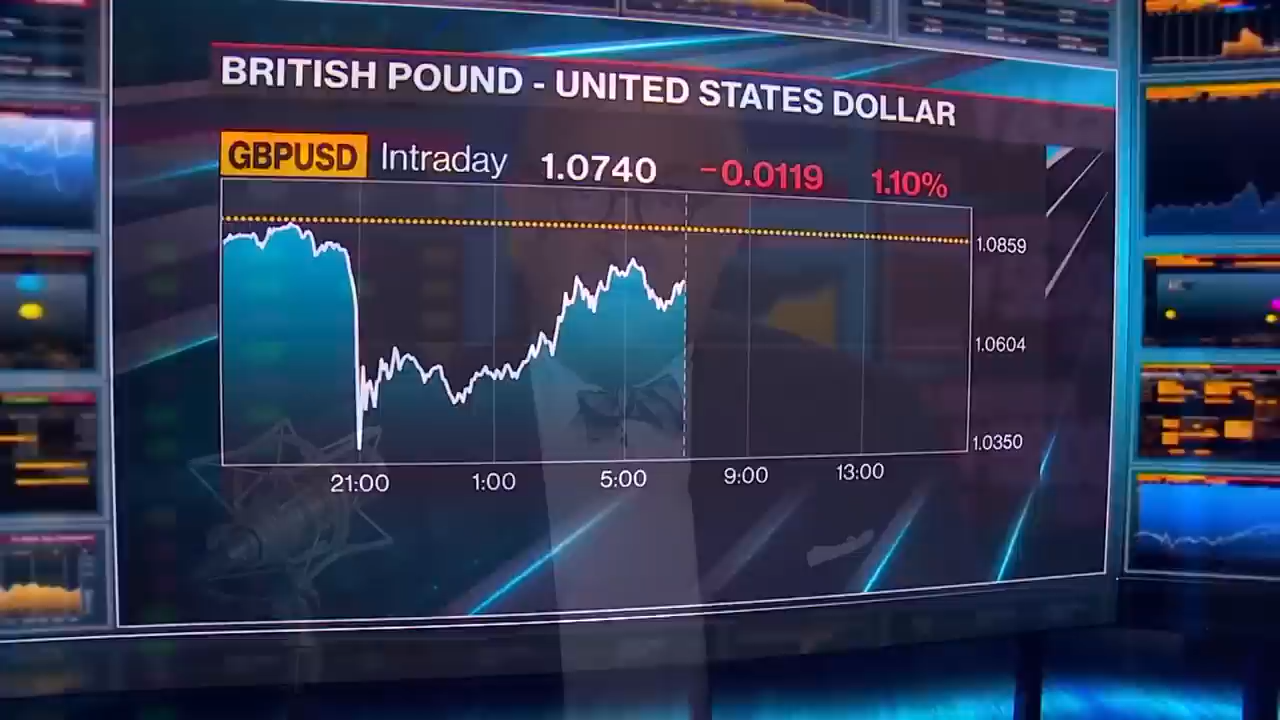 BRITISH POUND - UNITED STATES DOLLAR
GBPUSD Intraday 1.0740 -0.0119 1.10%
1.0859
1.0604
1.0350
21:00 1:00 5:00 9:00 13:00